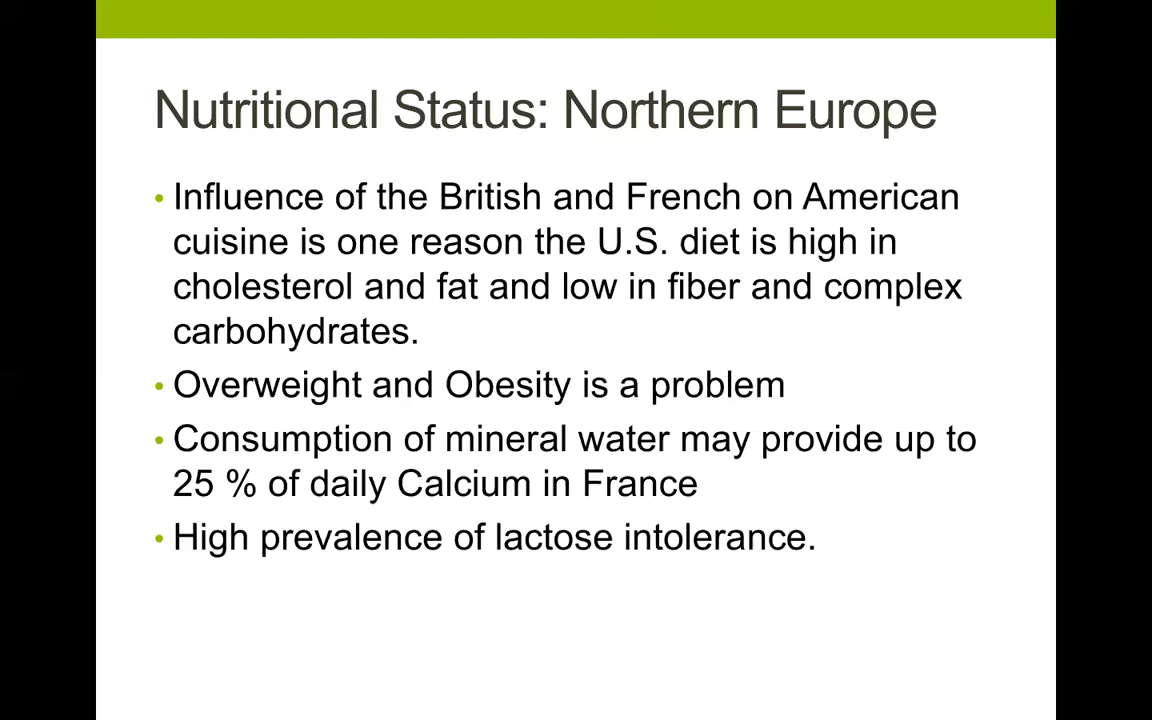 Nutritional Status: Northern Europe
• Influence of the British and French on American
cuisine is one reason the U.S. diet is high in
cholesterol and fat and low in fiber and complex
carbohydrates.
• Overweight and Obesity is a problem
• Consumption of mineral water may provide up to
25 % of daily Calcium in France
• High prevalence of lactose intolerance.